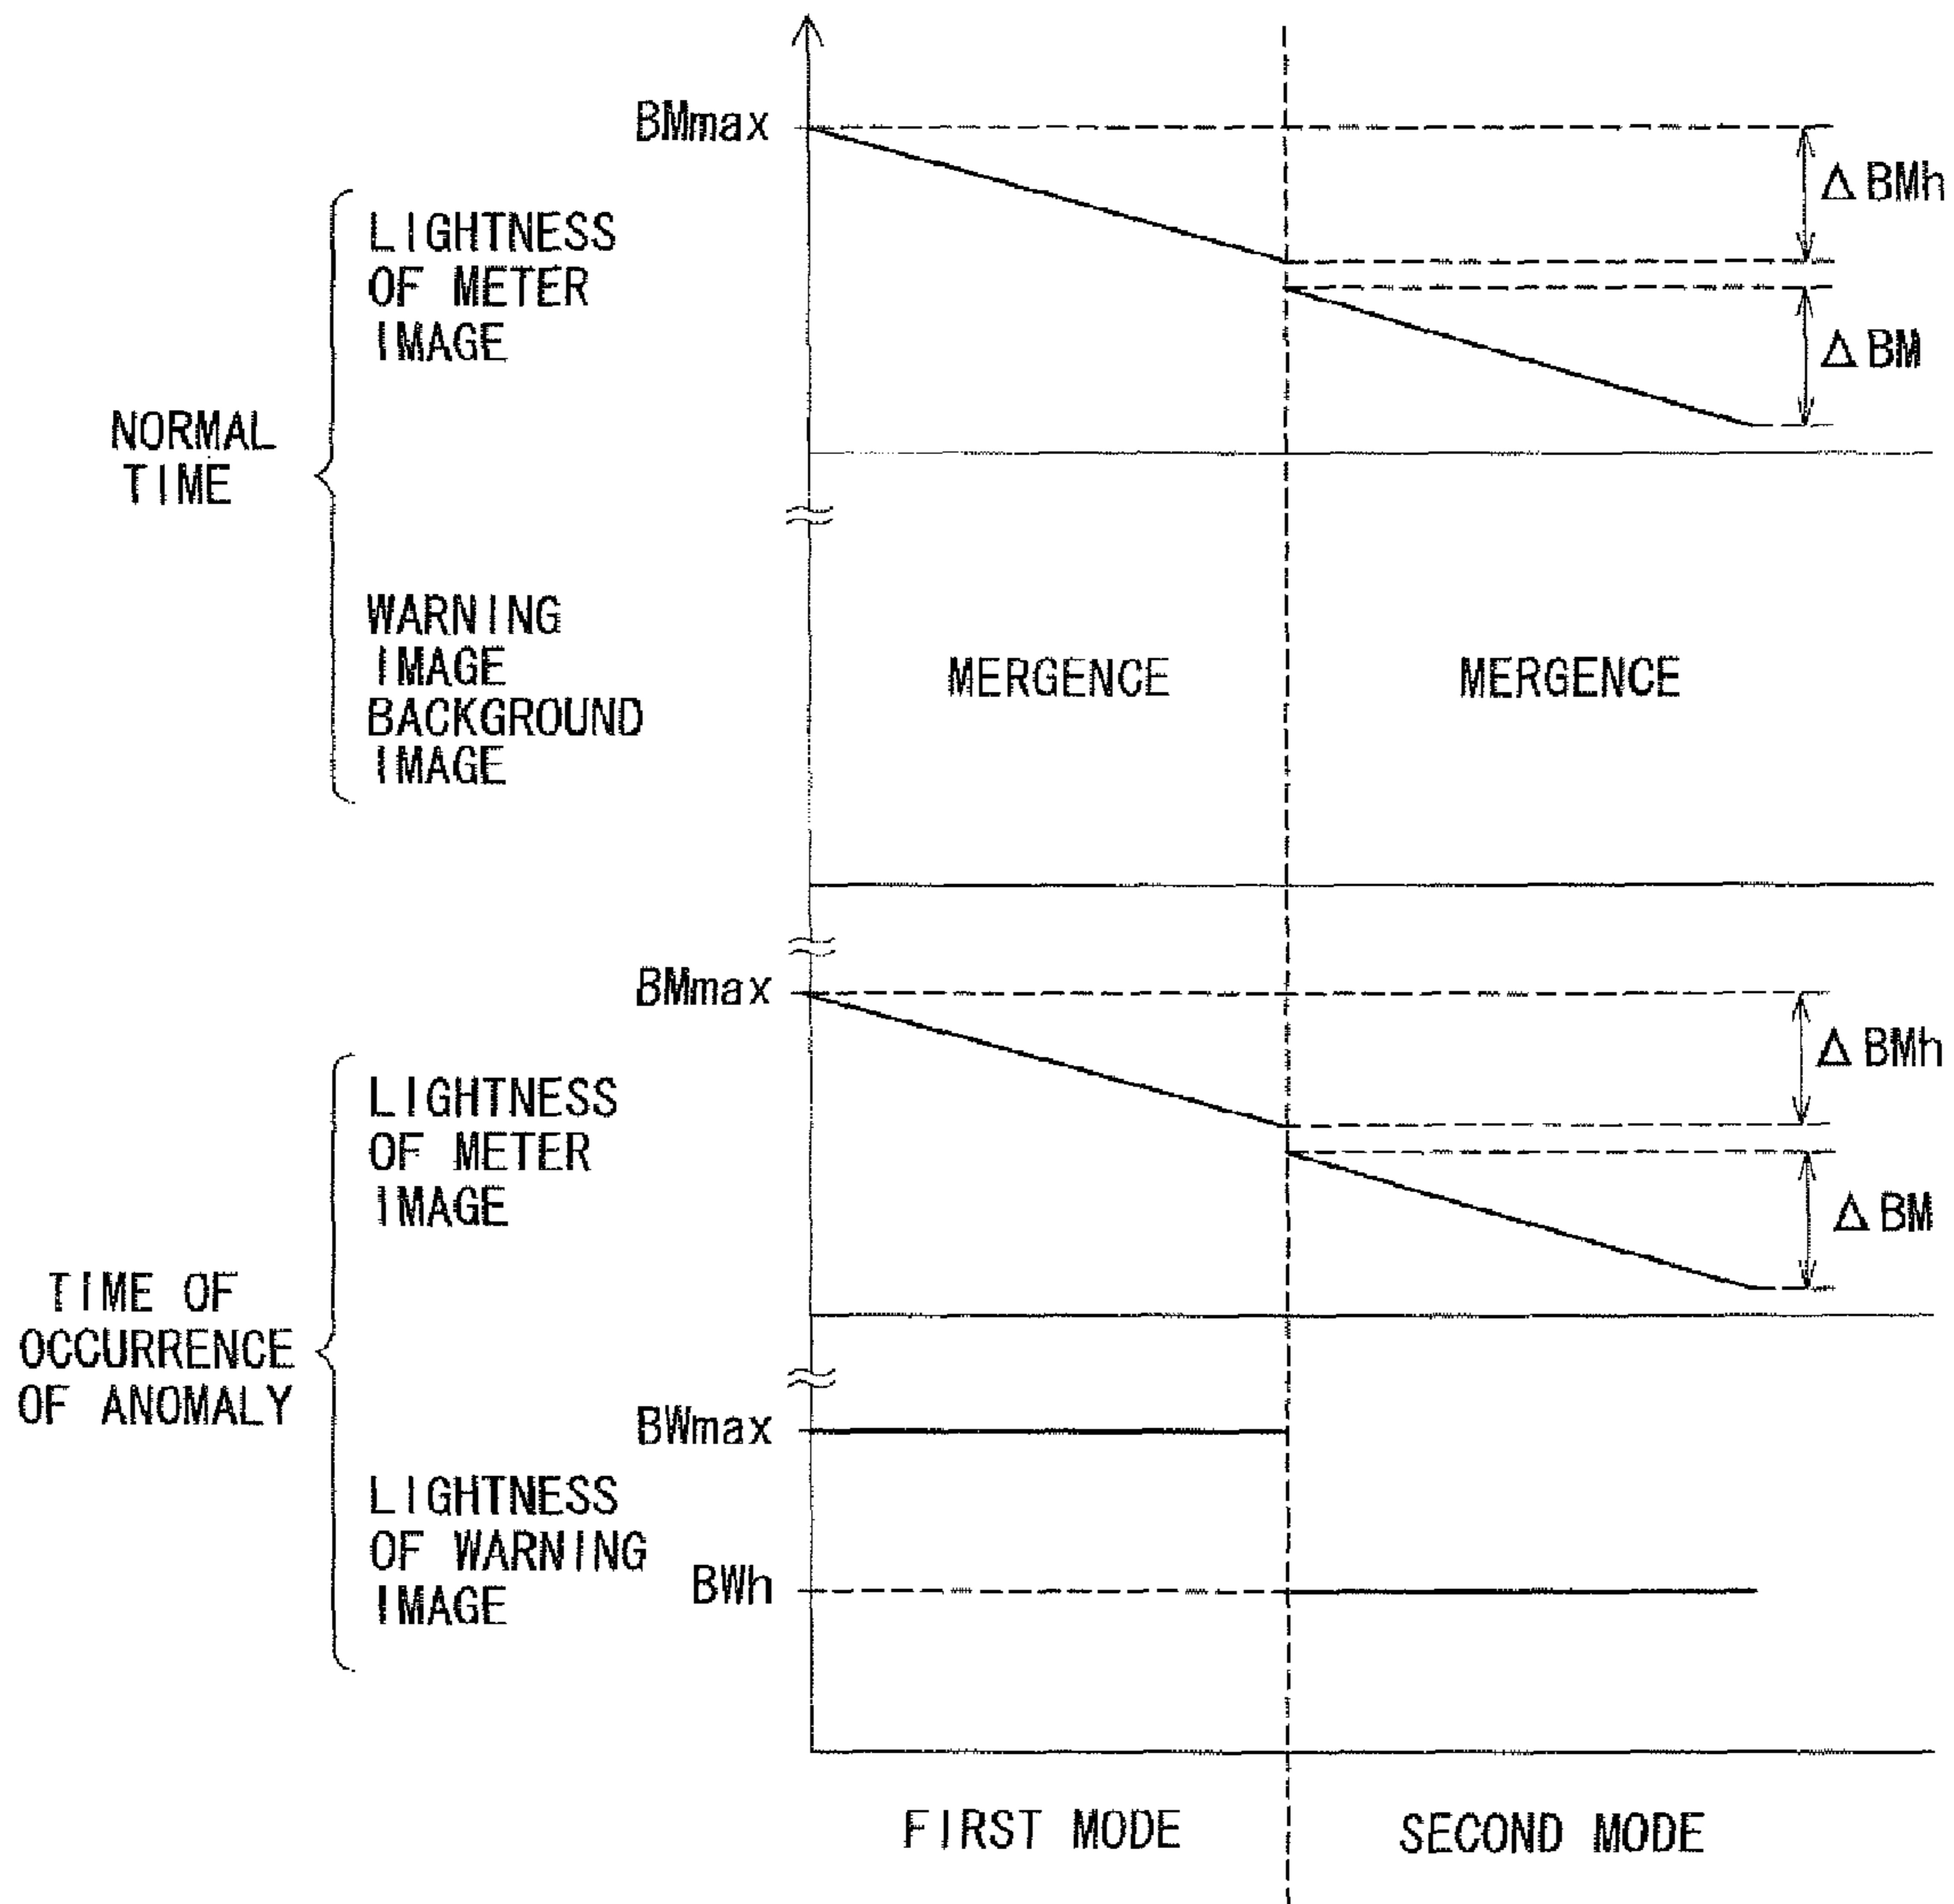 BMmax
ΔBMh
LIGHTNESS
OF METER
IMAGE
ΔBM
NORMAL
TIME
WARNING
IMAGE
BACKGROUND
IMAGE
MERGENCE
MERGENCE
BMmax
ΔBMh
LIGHTNESS
OF METER
IMAGE
ΔBM
TIME OF
OCCURRENCE
OF ANOMALY
BWmax
LIGHTNESS
OF WARNING
IMAGE
BWh
FIRST MODE
SECOND MODE